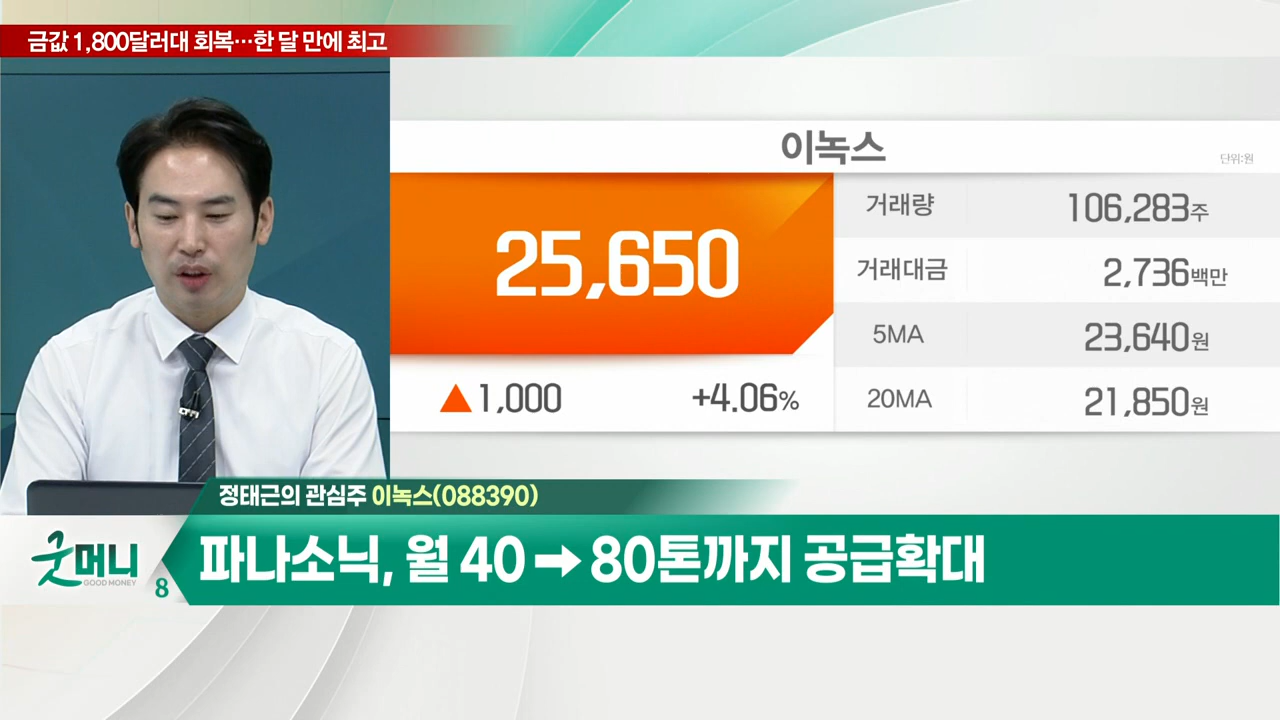 금값 1,800달러대 회복…한 달 만에 최고
이녹스
단위:원
25,650
▲1,000 +4.06%
거래량 106,283주
거래대금 2,736백만
5MA 23,640원
20MA 21,850원
정태근의 관심주 이녹스(088390)
굿머니
GOOD MONEY
8
파나소닉, 월 40 ➡ 80톤까지 공급확대